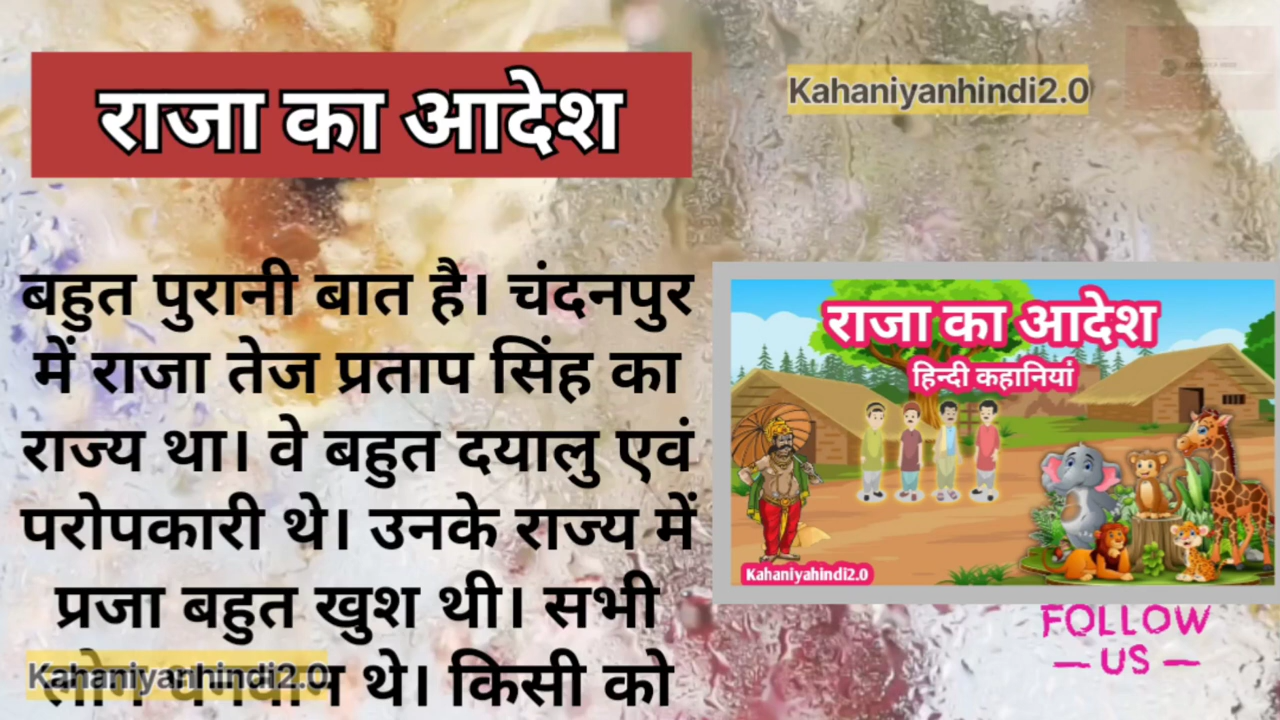 राजा का आदेश
Kahaniyanhindi2.0
बहुत पुरानी बात है। चंदनपुर
में राजा तेज प्रताप सिंह का
राज्य था। वे बहुत दयालु एवं
परोपकारी थे। उनके राज्य में
प्रजा बहुत खुश थी। सभी
थे। किसी को
Kahaniyanhindi2.0
राजा का आदेश
हिन्दी कहानियां
Kahaniyahindi2.0
FOLLOW
US